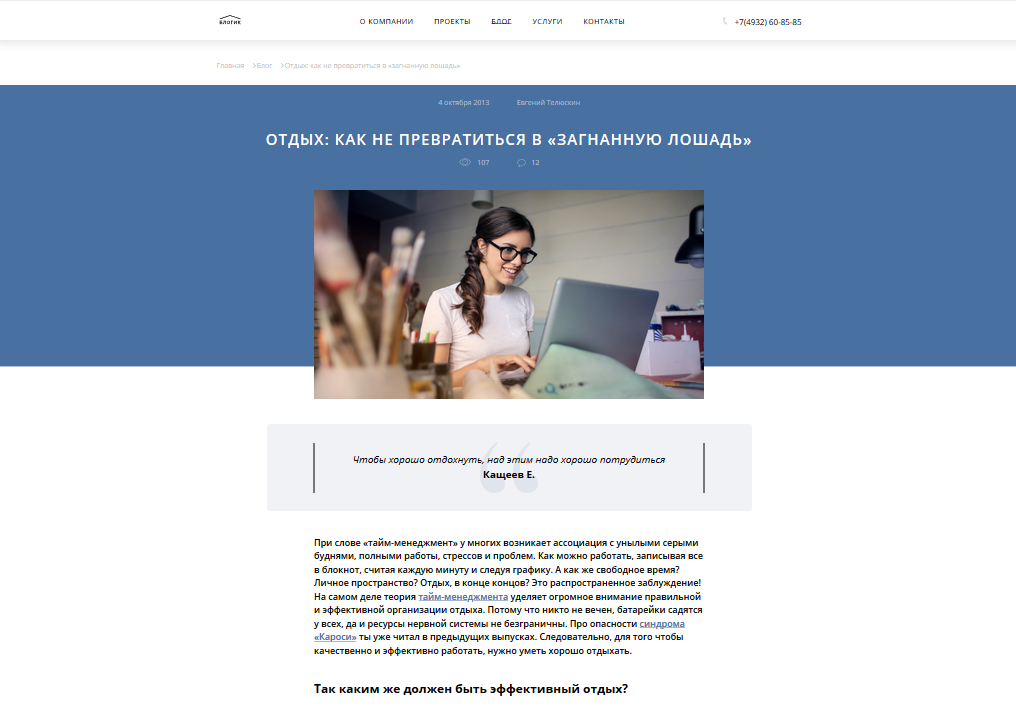 БЛОГИК
О КОМПАНИИ ПРОЕКТЫ БЛОГ УСЛУГИ КОНТАКТЫ +7(4932) 60-85-85
Главная >Блог >Отдых: как не превратиться в «загнанную лошадь»
4 октября 2013 Евгений Телюскин
ОТДЫХ: КАК НЕ ПРЕВРАТИТЬСЯ В «ЗАГНАННУЮ ЛОШАДЬ»
107 12
Чтобы хорошо отдохнуть, над этим надо хорошо потрудиться
Кащеев Е.
При слове «тайм-менеджмент» у многих возникает ассоциация с унылыми серыми
буднями, полными работы, стрессов и проблем. Как можно работать, записывая все
в блокнот, считая каждую минуту и следуя графику. А как же свободное время?
Личное пространство? Отдых, в конце концов? Это распространенное заблуждение!
На самом деле теория тайм-менеджмента уделяет огромное внимание правильной
и эффективной организации отдыха. Потому что никто не вечен, батарейки садятся
у всех, да и ресурсы нервной системы не безграничны. Про опасности синдрома
«Кароси» ты уже читал в предыдущих выпусках. Следовательно, для того чтобы
качественно и эффективно работать, нужно уметь хорошо отдыхать.
Так каким же должен быть эффективный отдых?